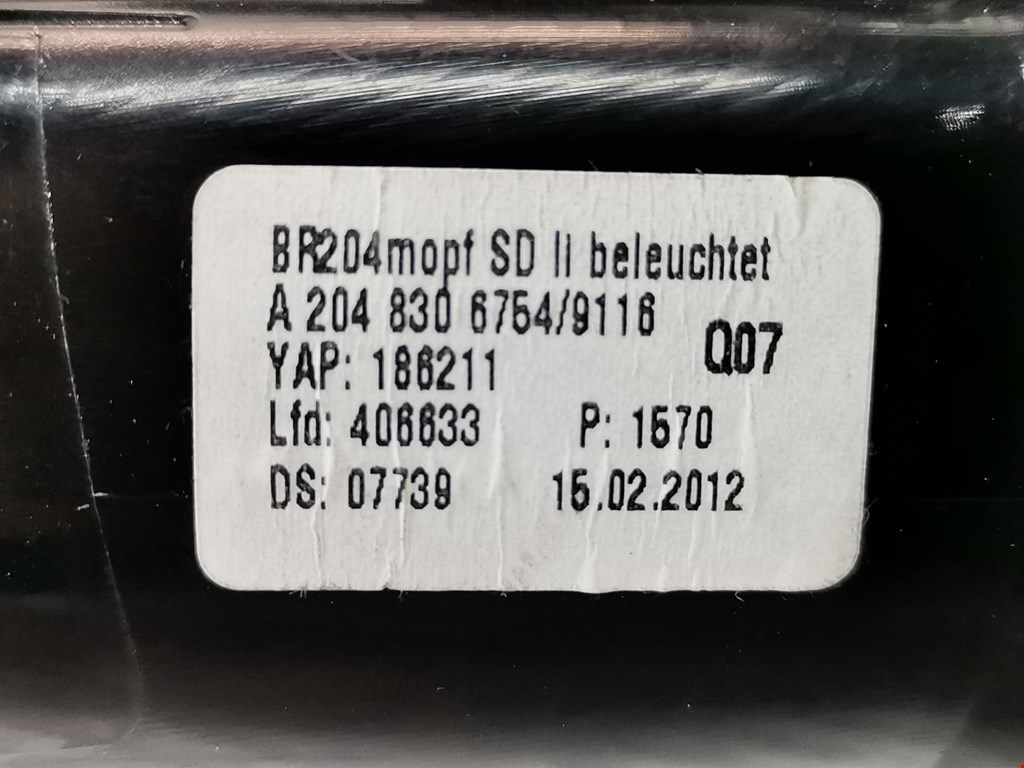 BR204mopf SD li beleuchtet
A 204 830 6754/9116
Q07
YAP: 186211
Lfd: 406633 P: 1570
DS: 07739 15.02.2012